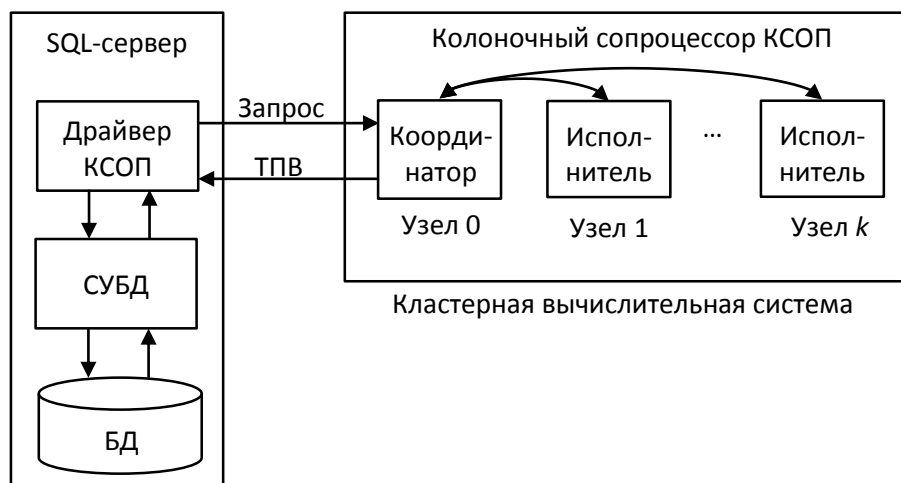 SQL-сервер
Драйвер
КСОП
СУБД
БД
Запрос
ТПВ
Колоночный сопроцессор КСОП
Коорди-
натор
Испол-
нитель
...
Испол-
нитель
Узел 0
Узел 1
Узел k
Кластерная вычислительная система